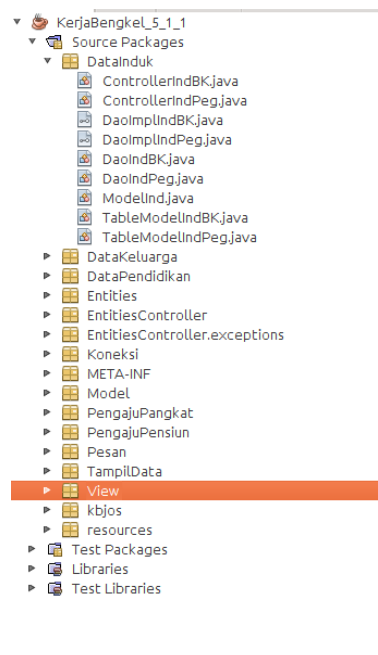 KerjaBengkel_5_1_1
Source Packages
DataInduk
ControllerIndBK.java
ControllerIndPeg.java
DaoImplIndBK.java
DaoImplIndPeg.java
DaoIndBK.java
DaoIndPeg.java
ModelInd.java
TableModelIndBK.java
TableModelIndPeg.java
DataKeluarga
DataPendidikan
Entities
EntitiesController
EntitiesController.exceptions
Koneksi
META-INF
Model
PengajuPangkat
PengajuPensiun
Pesan
TampilData
View
kbjos
resources
Test Packages
Libraries
Test Libraries